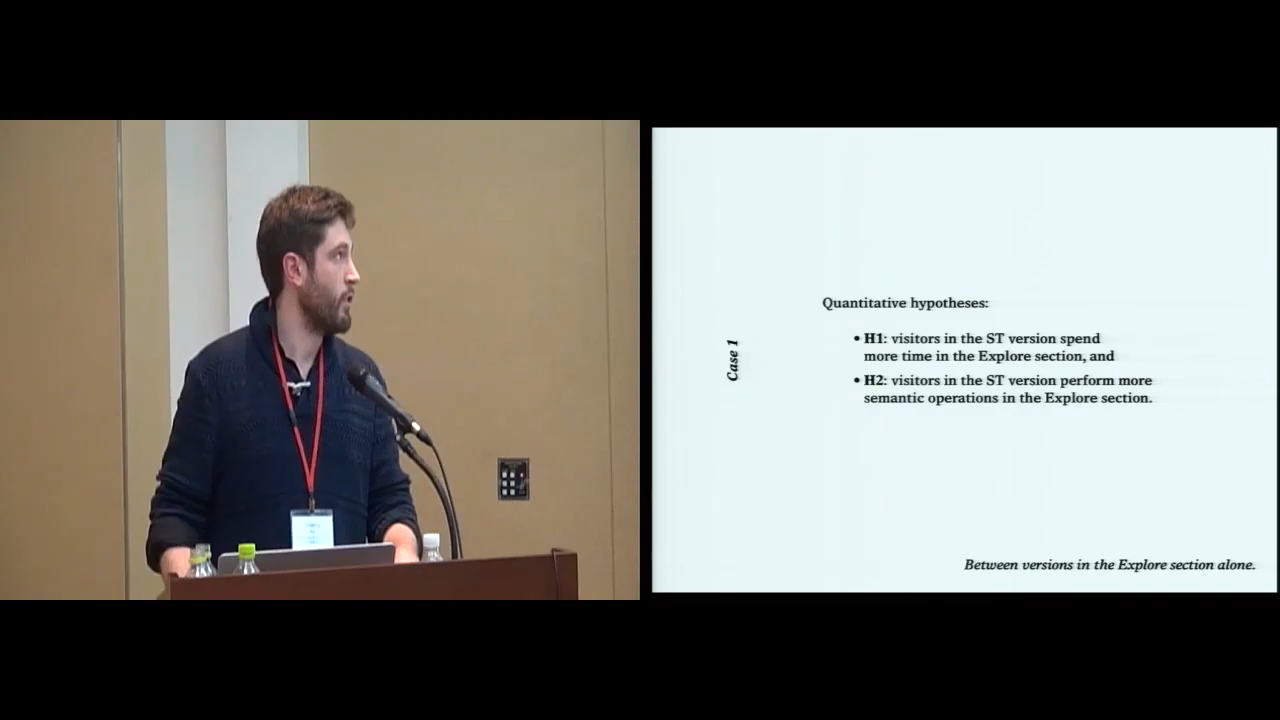 Case 1
Quantitative hypotheses:
• H1: visitors in the ST version spend
more time in the Explore section, and
• H2: visitors in the ST version perform more
semantic operations in the Explore section.
Between versions in the Explore section alone.